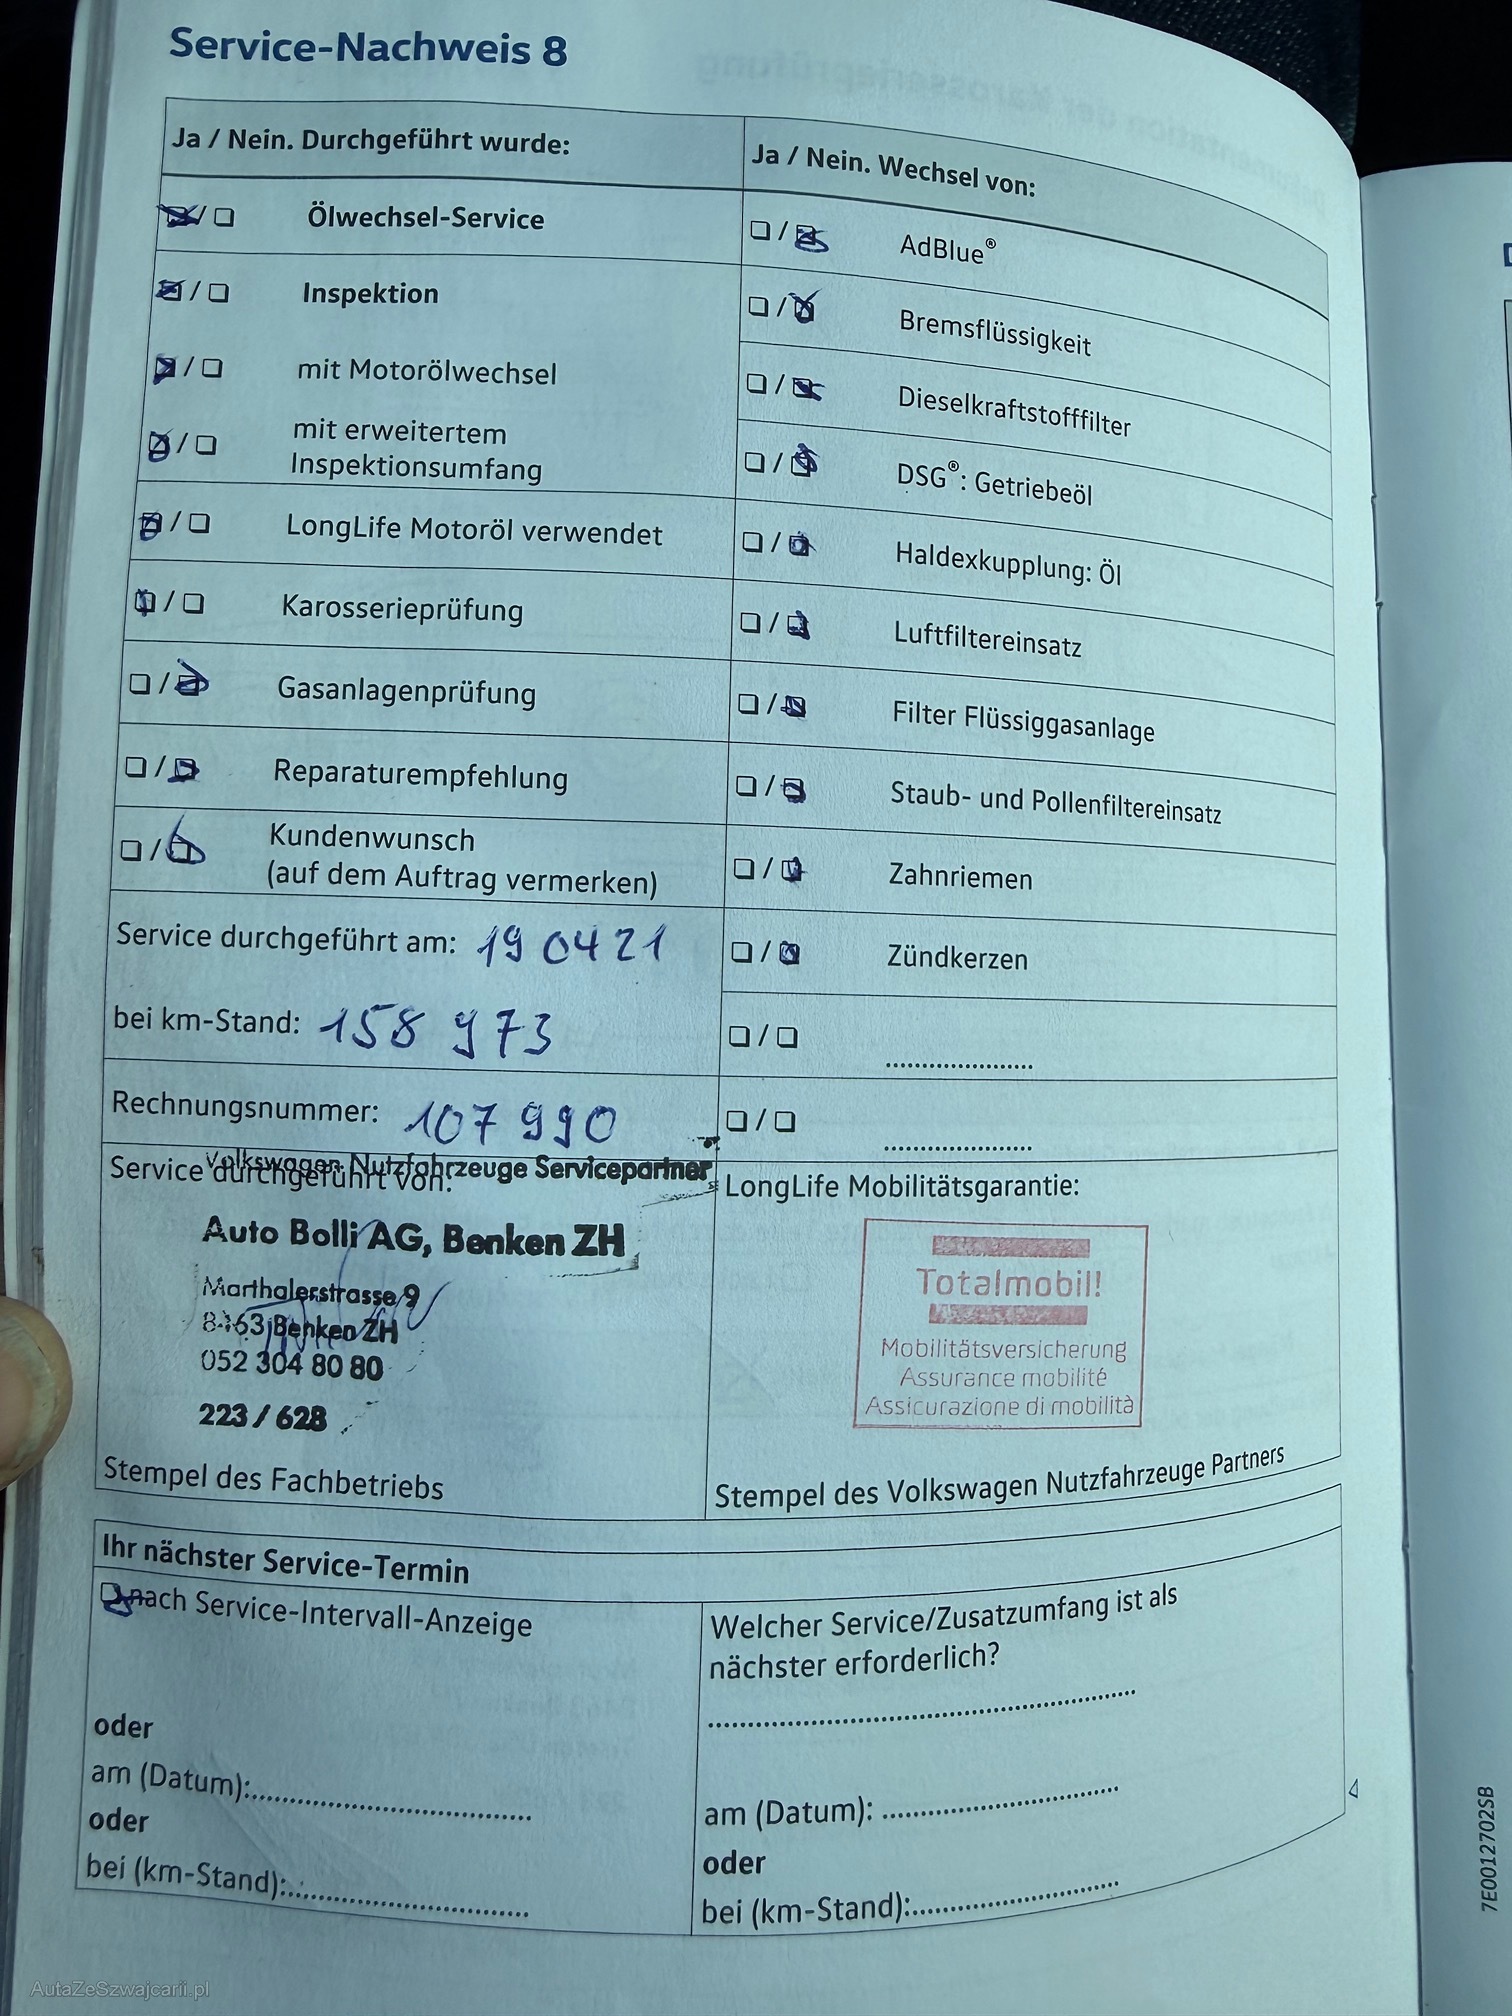 Service-Nachweis 8
Ja / Nein. Durchgeführt wurde:
/ Ölwechsel-Service
/ Inspektion
/ mit Motorölwechsel
/ mit erweitertem
Inspektionsumfang
/ LongLife Motoröl verwendet
/ Karosserieprüfung
/ Gasanlagenprüfung
/ Reparaturempfehlung
/ Kundenwunsch
(auf dem Auftrag vermerken)
Service durchgeführt am: 190421
bei km-Stand: 158 973
Rechnungsnummer: 107 990
Ja / Nein. Wechsel von:
/ AdBlue®
/ Bremsflüssigkeit
/ Dieselkraftstofffilter
/ DSG®: Getriebeöl
/ Haldexkupplung: Öl
/ Luftfiltereinsatz
/ Filter Flüssiggasanlage
/ Staub- und Pollenfiltereinsatz
/ Zahnriemen
/ Zündkerzen
/ ......................
/ ......................
Service durchgeführt von:
Volkswagen Nutzfahrzeuge Servicepartner
Auto Bolli AG, Benken ZH
Marthalerstrasse 9
8463 Benken ZH
052 304 80 80
223 / 628
Stempel des Fachbetriebs
LongLife Mobilitätsgarantie:
Totalmobil!
Mobilitätsversicherung
Assurance mobilité
Assicurazione di mobilità
Stempel des Volkswagen Nutzfahrzeuge Partners
Ihr nächster Service-Termin
nach Service-Intervall-Anzeige
oder
am (Datum):..............................
oder
bei (km-Stand):..............................
Welcher Service/Zusatzumfang ist als
nächster erforderlich?
..............................
am (Datum): ..............................
oder
bei (km-Stand):..............................
7E0012702SB
AutaZeSzwajcarii.pl